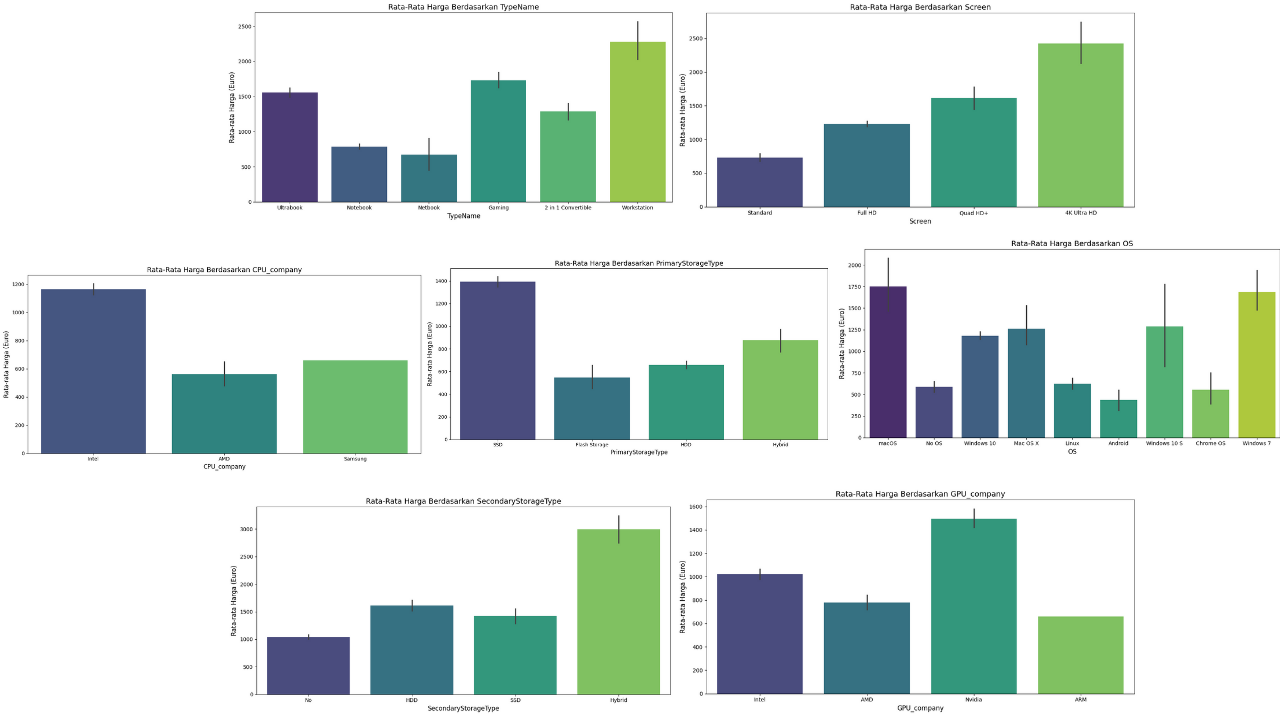 Rata-Rata Harga Berdasarkan TypeName
Rata-rata Harga (Euro)
2500
2000
1500
1000
500
0
Ultrabook Notebook Netbook Gaming 2 in 1 Convertible Workstation
TypeName
Rata-Rata Harga Berdasarkan Screen
Rata-rata Harga (Euro)
2500
2000
1500
1000
500
0
Standard Full HD Quad HD+ 4K Ultra HD
Screen
Rata-Rata Harga Berdasarkan CPU_company
Rata-rata Harga (Euro)
1200
1000
800
600
400
200
0
Intel AMD Samsung
CPU_company
Rata-Rata Harga Berdasarkan PrimaryStorageType
Rata-rata Harga (Euro)
1400
1200
1000
800
600
400
200
0
SSD Flash Storage HDD Hybrid
PrimaryStorageType
Rata-Rata Harga Berdasarkan OS
Rata-rata Harga (Euro)
2000
1750
1500
1250
1000
750
500
250
0
macOS No OS Windows 10 Mac OS X Linux Android Windows 10 S Chrome OS Windows 7
OS
Rata-Rata Harga Berdasarkan SecondaryStorageType
Rata-rata Harga (Euro)
3000
2500
2000
1500
1000
500
0
No HDD SSD Hybrid
SecondaryStorageType
Rata-Rata Harga Berdasarkan GPU_company
Rata-rata Harga (Euro)
1600
1400
1200
1000
800
600
400
200
0
Intel AMD Nvidia ARM
GPU_company